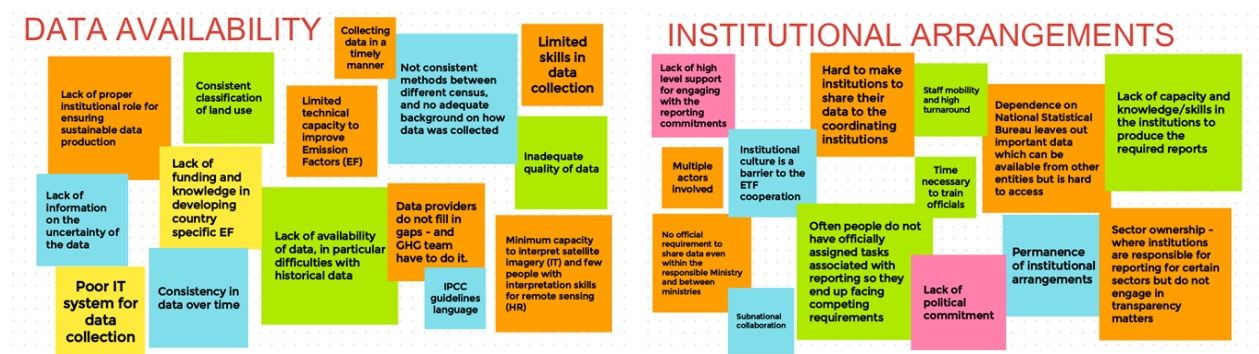 DATA AVAILABILITY
Collecting
data in a
timely
manner
Limited
skills in
data
collection
Not consistent
methods between
different census,
and no adequate
background on how
data was collected
Consistent
classification
of land use
Lack of proper
institutional role for
ensuring
sustainable data
production
Limited
technical
capacity to
improve
Emission
Factors (EF)
Inadequate
quality of data
Lack of
funding and
knowledge in
developing
country
specific EF
Lack of
information
on the
uncertainty of
the data
Data providers
do not fill in
gaps - and
GHG team
have to do it.
Lack of availability
of data, in particular
difficulties with
historical data
Minimum capacity
to interpret satellite
imagery (IT) and few
people with
interpretation skills
for remote sensing
(HR)
Poor IT
system for
data
collection
Consistency in
data over time
IPCC
guidelines
language
INSTITUTIONAL ARRANGEMENTS
Lack of high
level support
for engaging
with the
reporting
commitments
Hard to make
institutions to
share their
data to the
coordinating
institutions
Staff mobility
and high
turnaround
Dependence on
National Statistical
Bureau leaves out
important data
which can be
available from other
entities but is hard
to access
Lack of capacity and
knowledge/skills in
the institutions to
produce the
required reports
Multiple
actors
involved
Institutional
culture is a
barrier to the
ETF
cooperation
Time
necessary
to train
officials
No official
requirement to
share data even
within the
responsible Ministry
and between
ministries
Often people do not
have officially
assigned tasks
associated with
reporting so they
end up facing
competing
requirements
Permanence
of institutional
arrangements
Sector ownership -
where institutions
are responsible for
reporting for certain
sectors but do not
engage in
transparency
matters
Subnational
collaboration
Lack of
political
commitment